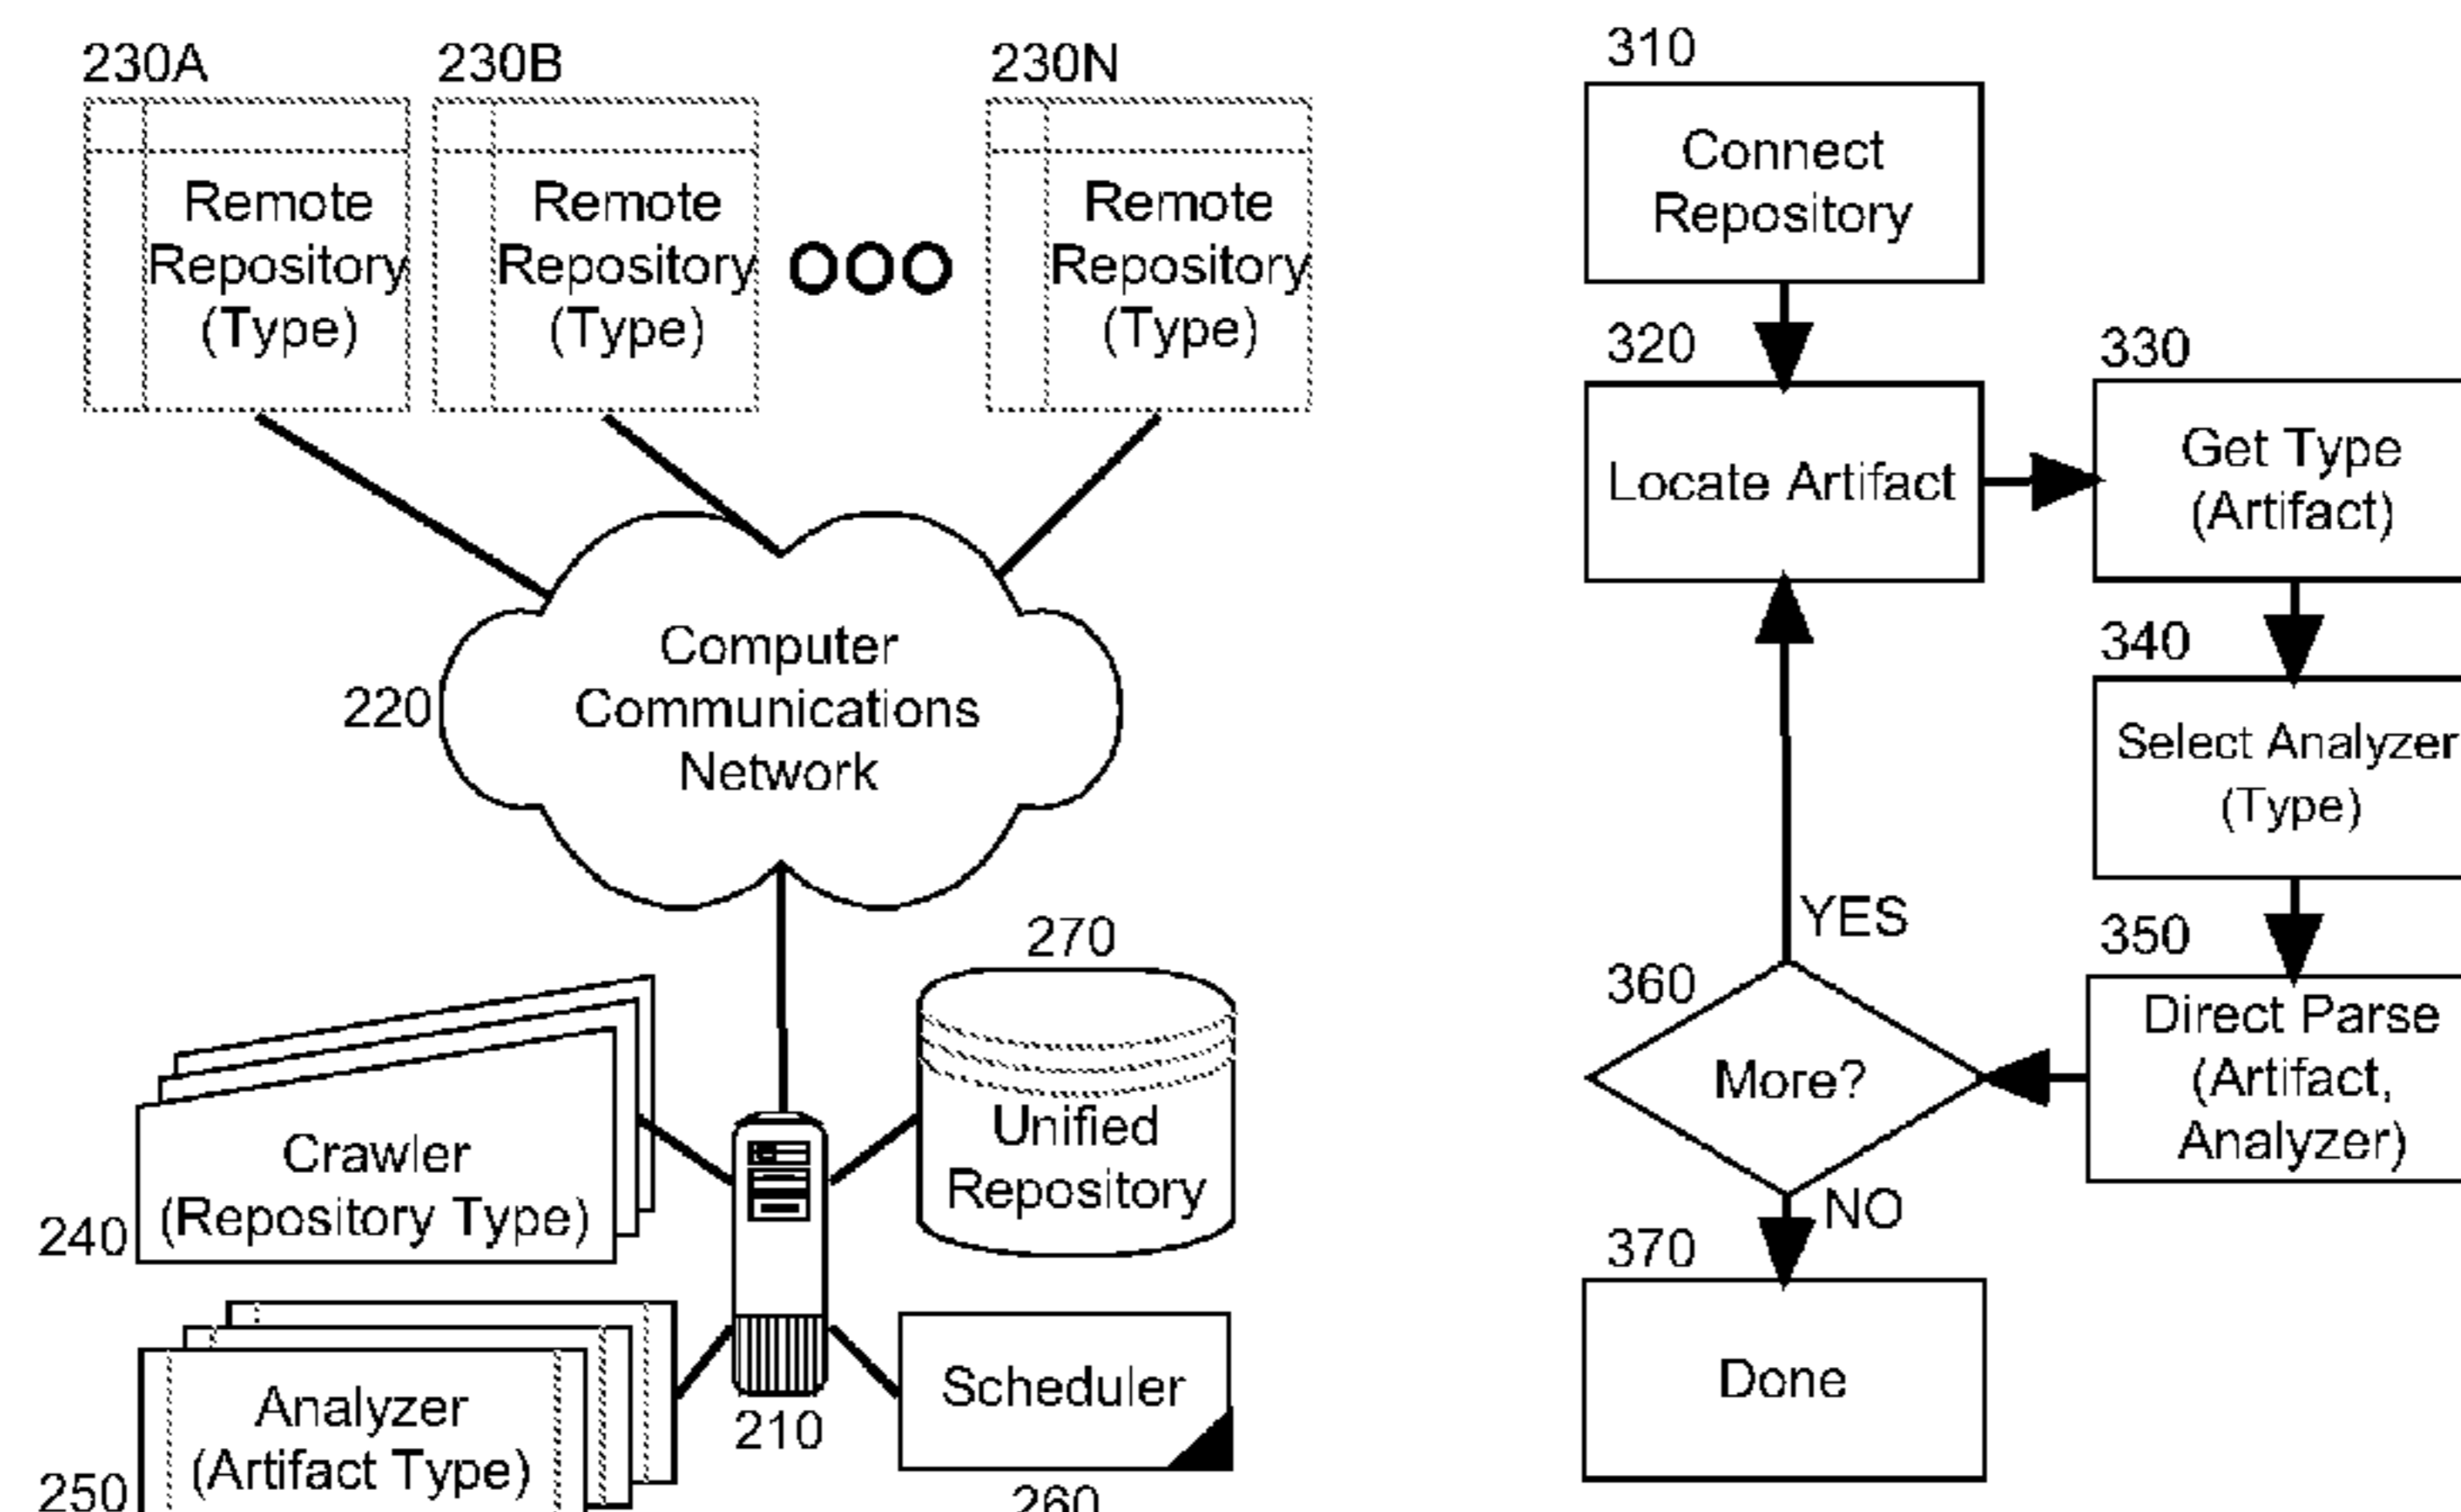 230A
230B
230N
Remote
Repository
(Type)
Remote
Repository
(Type)
Remote
Repository
(Type)
220
Computer
Communications
Network
270
Crawler
(Repository Type)
240
Unified
Repository
Analyzer
(Artifact Type)
250
210
Scheduler
260
310
Connect
Repository
320
Locate Artifact
330
Get Type
(Artifact)
340
Select Analyzer
(Type)
350
Direct Parse
(Artifact,
Analyzer)
YES
360
More?
NO
370
Done